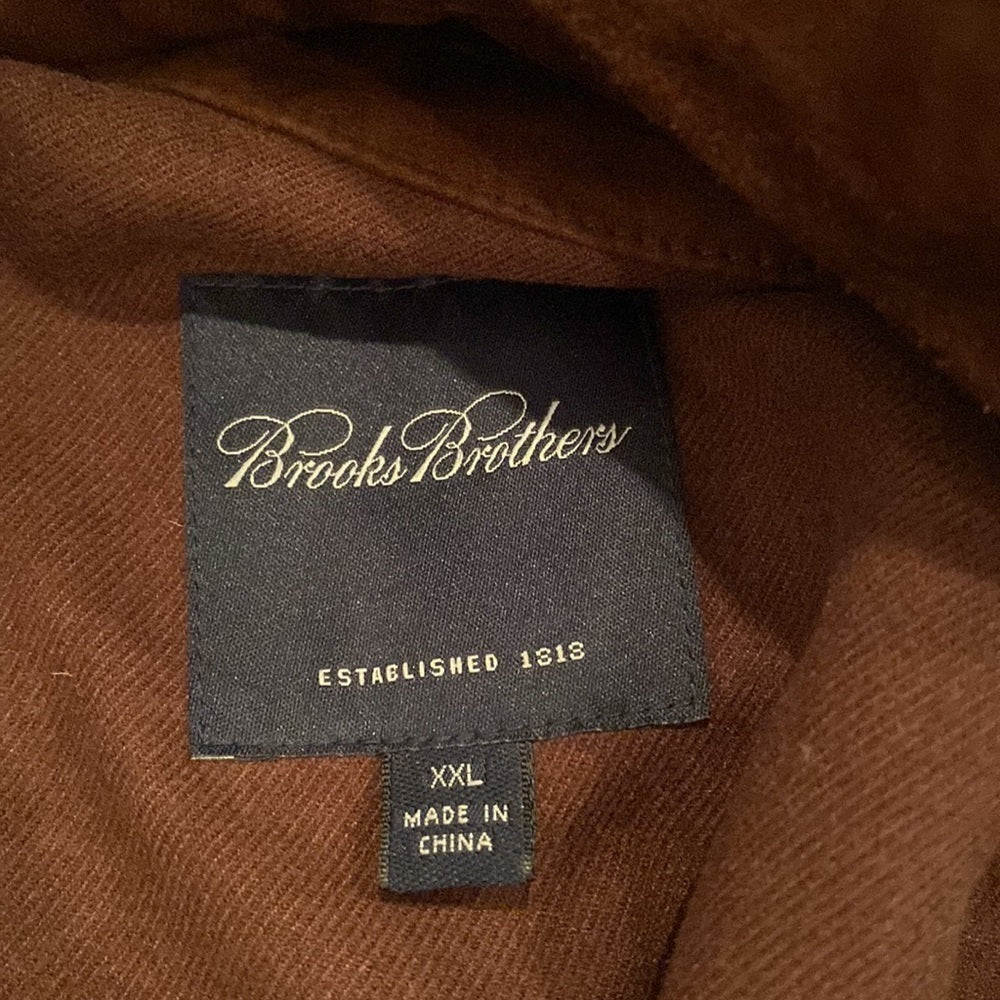 Brooks Brothers
ESTABLISHED 1818
XXL
MADE IN
CHINA